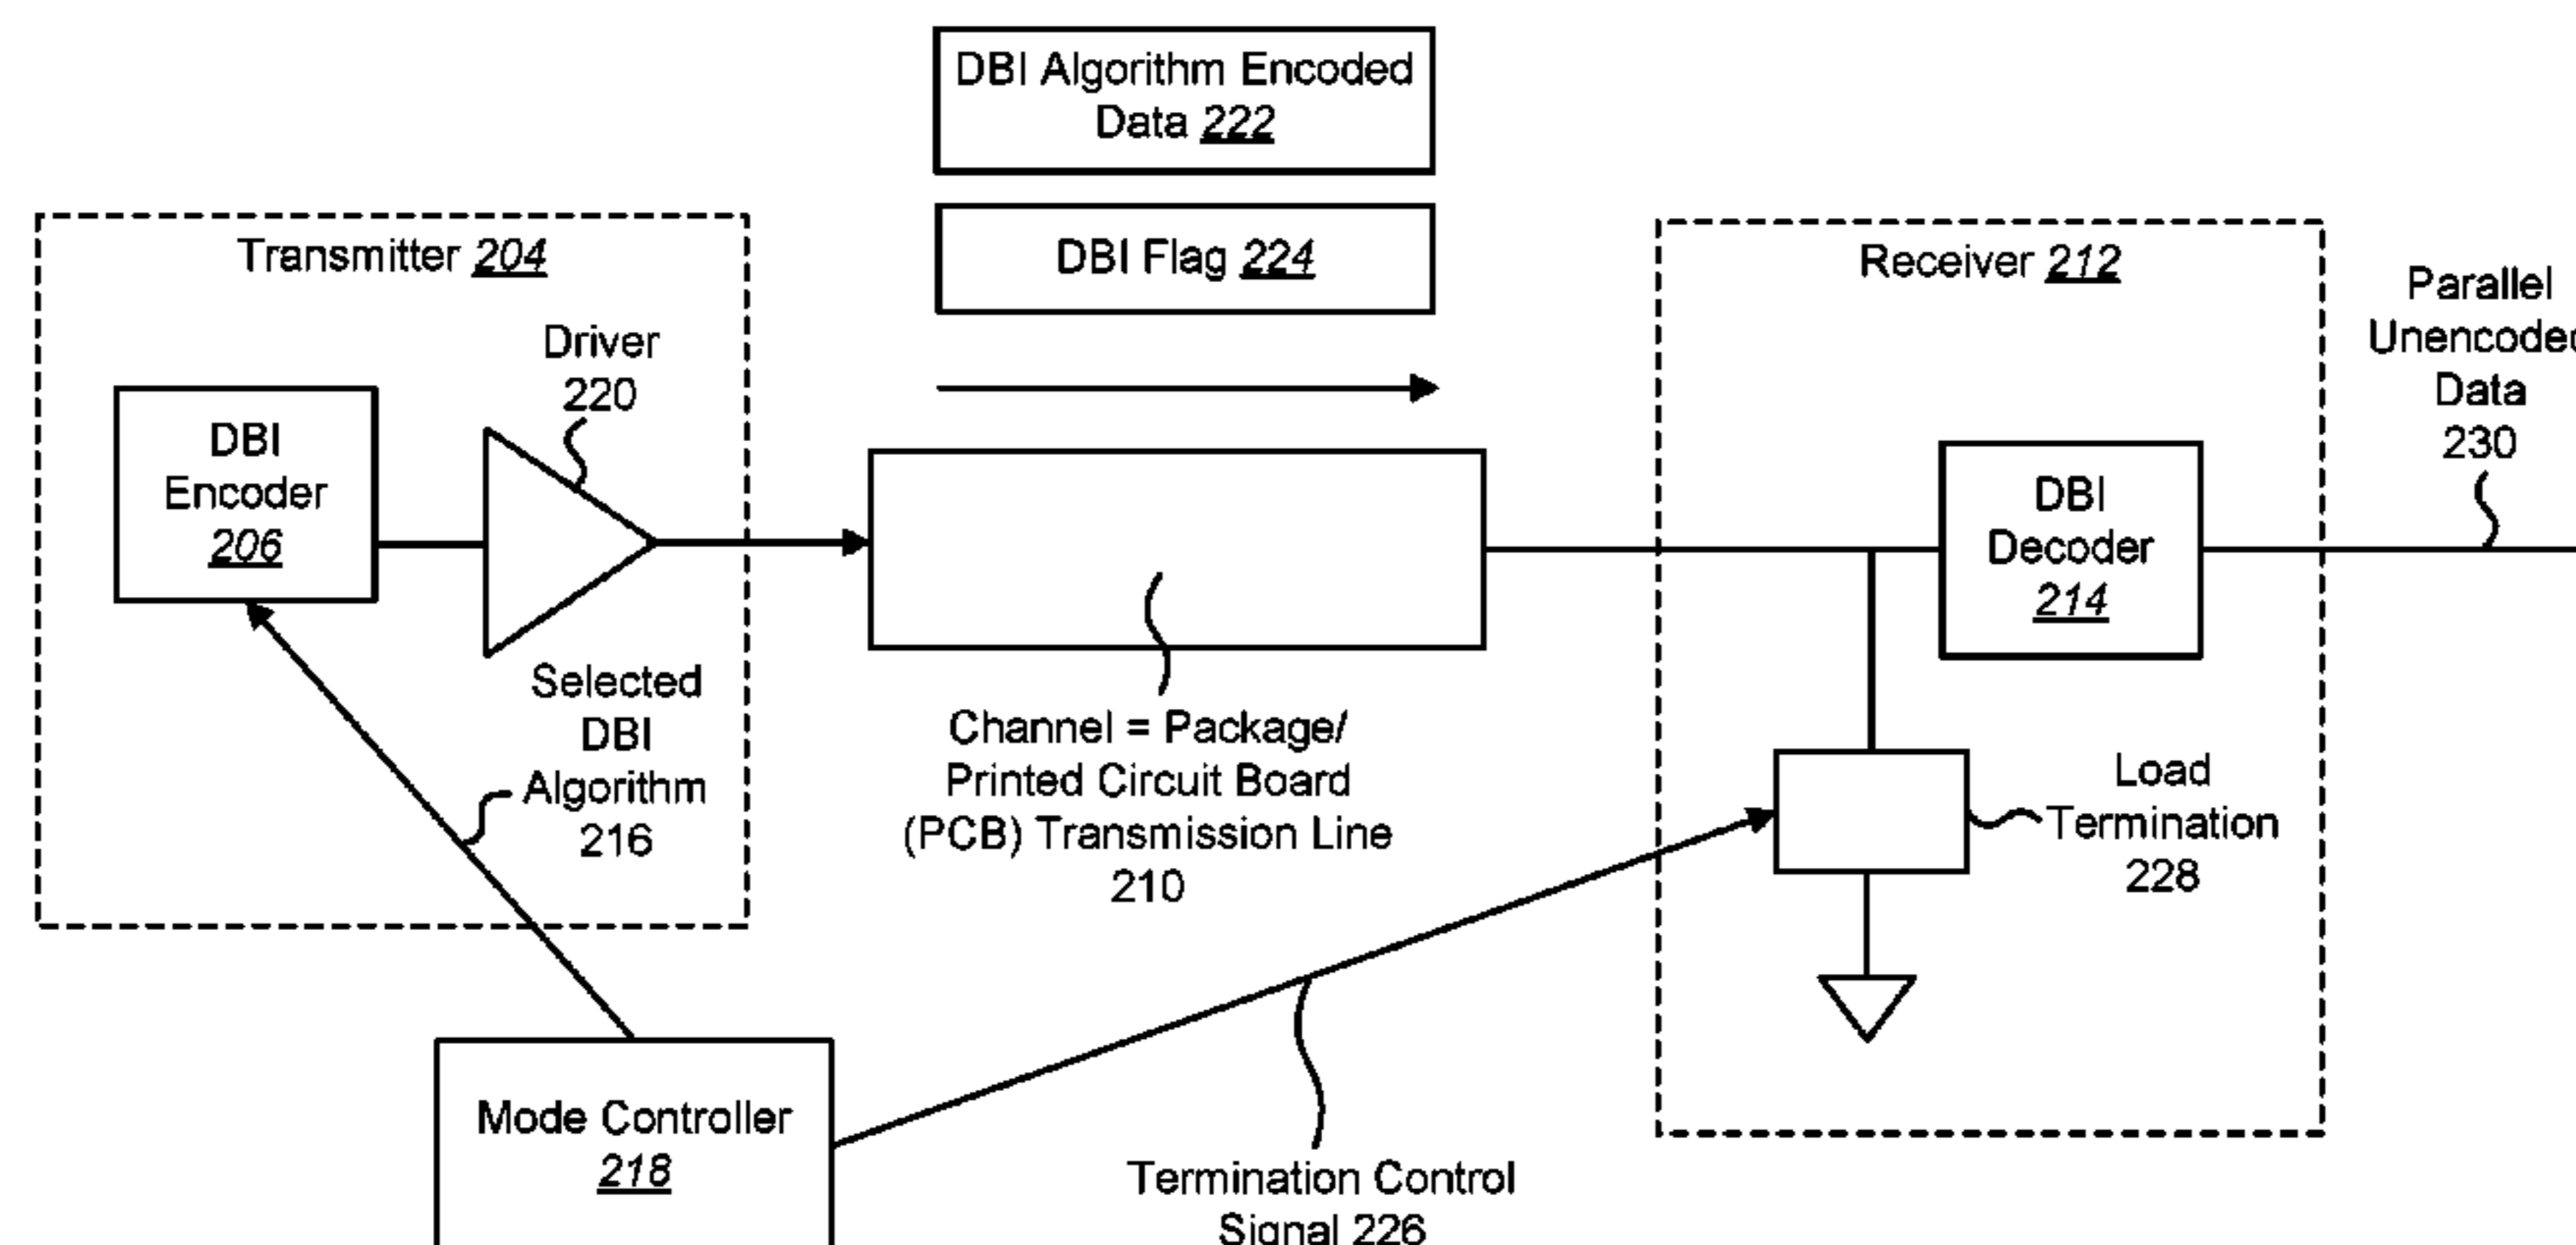 DBI Algorithm Encoded
Data 222
DBI Flag 224
Transmitter 204
Driver
220
DBI
Encoder
206
Selected
DBI
Algorithm
216
Channel = Package/
Printed Circuit Board
(PCB) Transmission Line
210
Receiver 212
DBI
Decoder
214
Parallel
Unencoded
Data
230
Load
Termination
228
Mode Controller
218
Termination Control
Signal 226